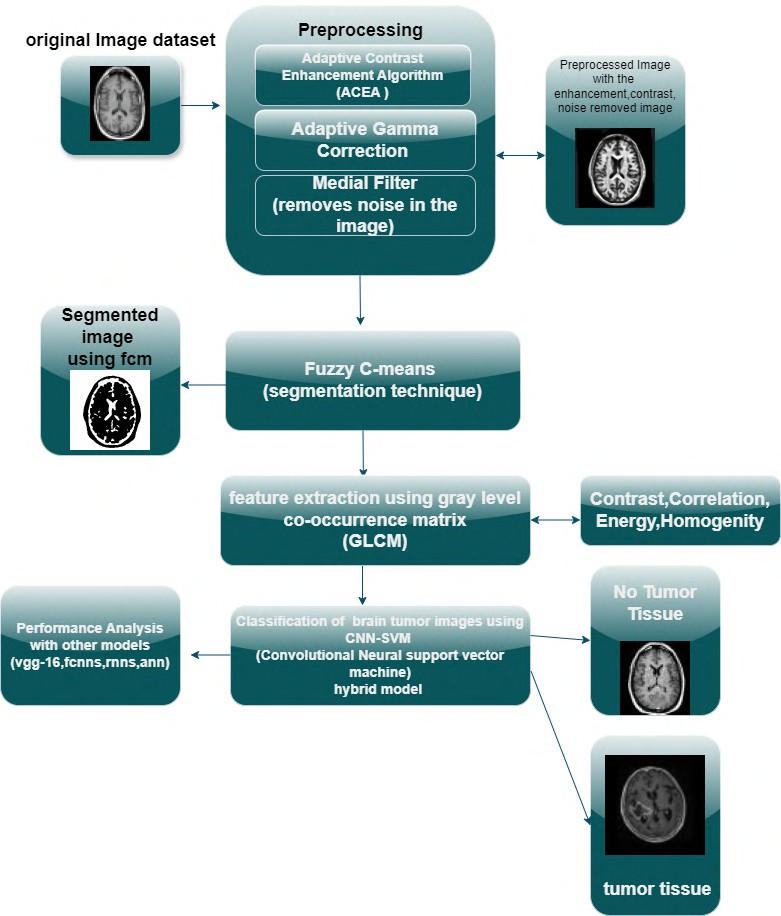 original Image dataset
Preprocessing
Adaptive Contrast
Enhancement Algorithm
(ACEA )
Adaptive Gamma
Correction
Medial Filter
(removes noise in the
image)
Preprocessed Image
with the
enhancement,contrast,
noise removed image
Segmented
image
using fcm
Fuzzy C-means
(segmentation technique)
feature extraction using gray level
co-occurrence matrix
(GLCM)
Contrast,Correlation,
Energy,Homogenity
Performance Analysis
with other models
(vgg-16,fcnns,rnns,ann)
Classification of brain tumor images using
CNN-SVM
(Convolutional Neural support vector
machine)
hybrid model
No Tumor
Tissue
tumor tissue